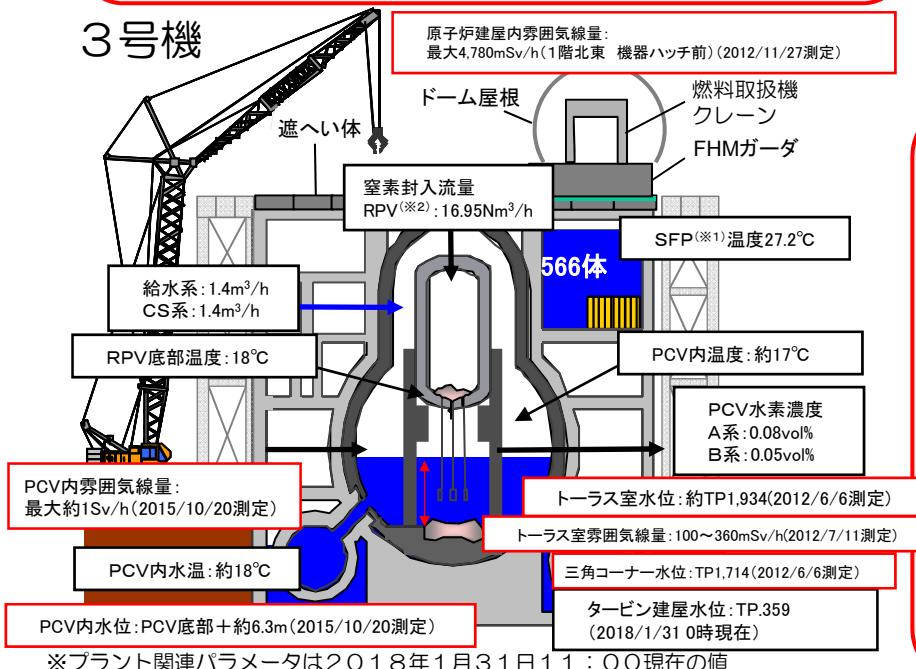 3号機
原子炉建屋内雰囲気線量:
最大4,780mSv/h(1階北東 機器ハッチ前)(2012/11/27測定)
ドーム屋根
燃料取扱機
クレーン
遮へい体
FHMガーダ
窒素封入流量
RPV(※2):16.95Nm³/h
SFP(※1)温度27.2℃
566体
給水系:1.4m³/h
CS系:1.4m³/h
RPV底部温度:18℃
PCV内温度:約17℃
PCV水素濃度
A系:0.08vol%
B系:0.05vol%
PCV内雰囲気線量:
最大約1Sv/h(2015/10/20測定)
トーラス室水位:約TP1,934(2012/6/6測定)
トーラス室雰囲気線量:100~360mSv/h(2012/7/11測定)
PCV内水温:約18℃
三角コーナー水位:TP1,714(2012/6/6測定)
タービン建屋水位:TP.359
(2018/1/31 0時現在)
PCV内水位:PCV底部+約6.3m(2015/10/20測定)
※プラント関連パラメータは2018年1月31日11:00現在の値